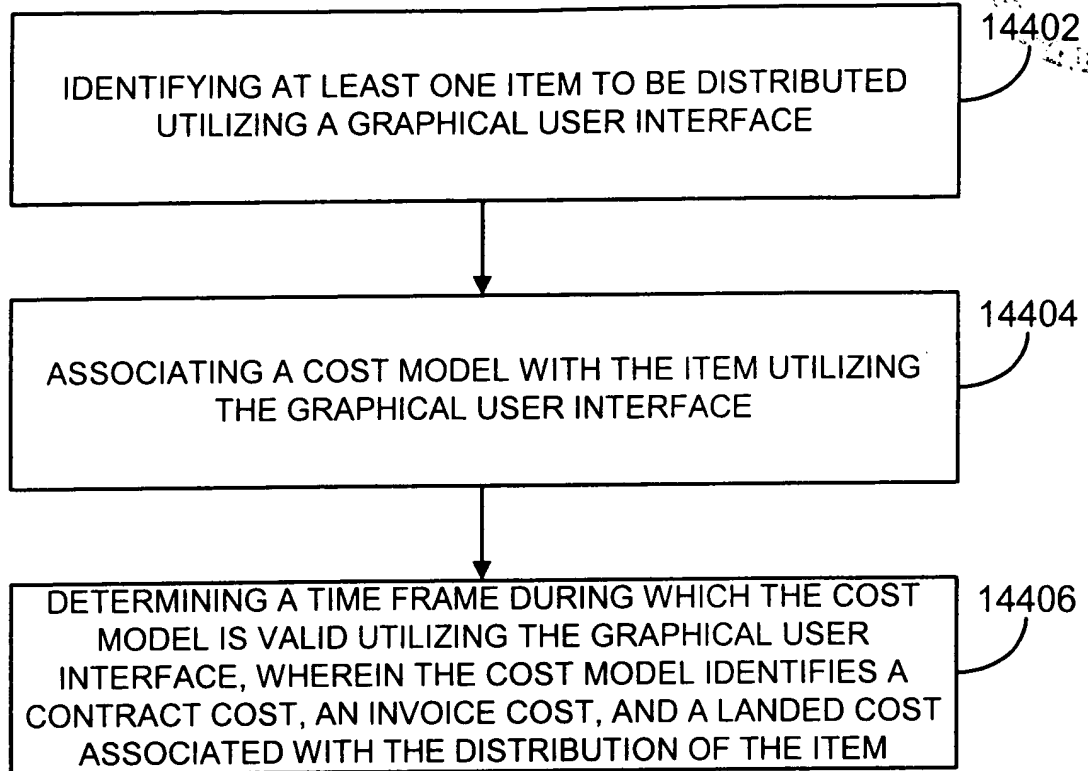 14402
IDENTIFYING AT LEAST ONE ITEM TO BE DISTRIBUTED
UTILIZING A GRAPHICAL USER INTERFACE
14404
ASSOCIATING A COST MODEL WITH THE ITEM UTILIZING
THE GRAPHICAL USER INTERFACE
14406
DETERMINING A TIME FRAME DURING WHICH THE COST
MODEL IS VALID UTILIZING THE GRAPHICAL USER
INTERFACE, WHEREIN THE COST MODEL IDENTIFIES A
CONTRACT COST, AN INVOICE COST, AND A LANDED COST
ASSOCIATED WITH THE DISTRIBUTION OF THE ITEM